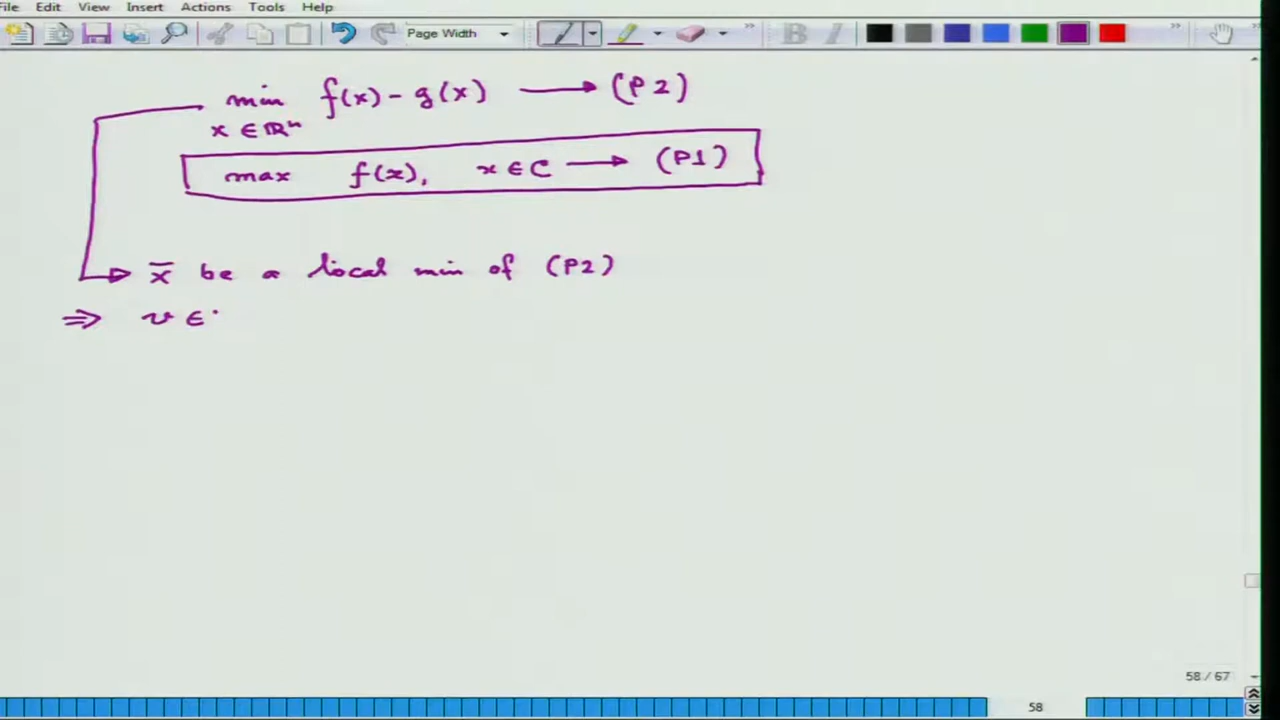 File Edit View Insert Actions Tools Help
Page Width
B I
min f(x) - g(x) ⟶ (P2)
x ∈ ℝⁿ
max f(x), x ∈ C ⟶ (P1)
x̄ be a local min of (P2)
⇒ v ∈
58 / 67
58